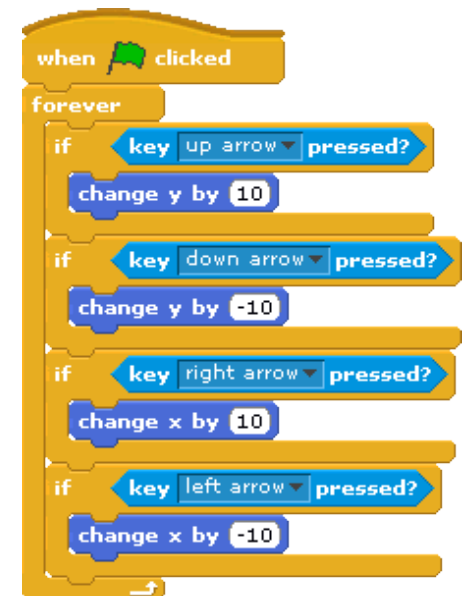 when clicked
forever
if key up arrow pressed?
change y by 10
if key down arrow pressed?
change y by -10
if key right arrow pressed?
change x by 10
if key left arrow pressed?
change x by -10